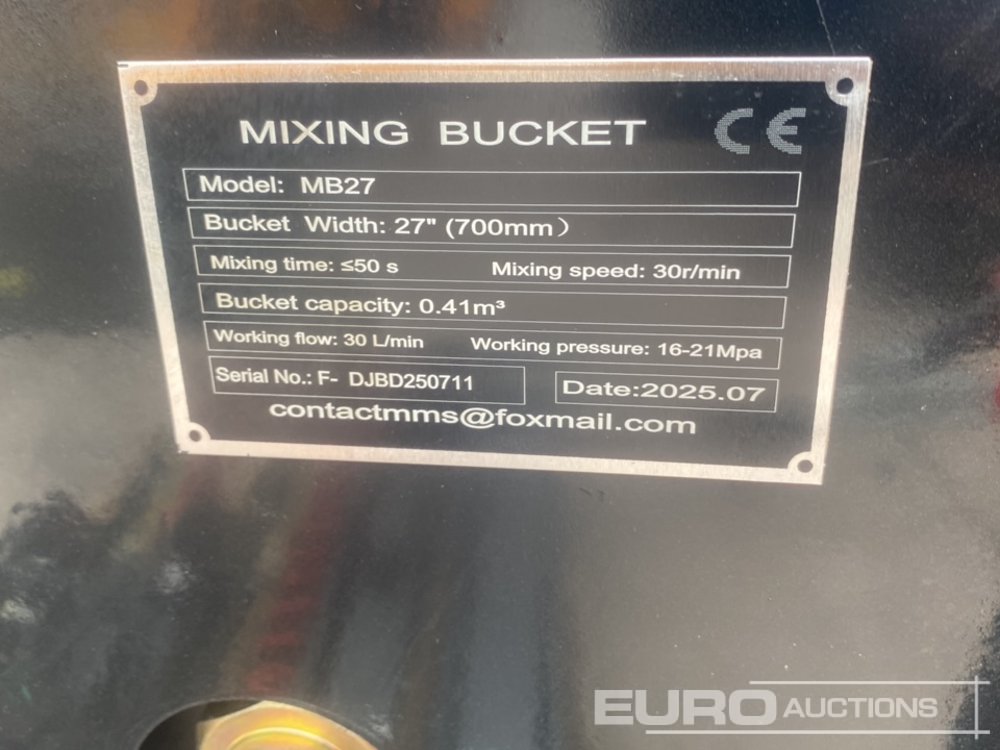 MIXING BUCKET CE
Model: MB27
Bucket Width: 27" (700mm）
Mixing time: ≤50 s Mixing speed: 30r/min
Bucket capacity: 0.41m³
Working flow: 30 L/min Working pressure: 16-21Mpa
Serial No.: F- DJBD250711 Date:2025.07
contactmms@foxmail.com
EURO AUCTIONS